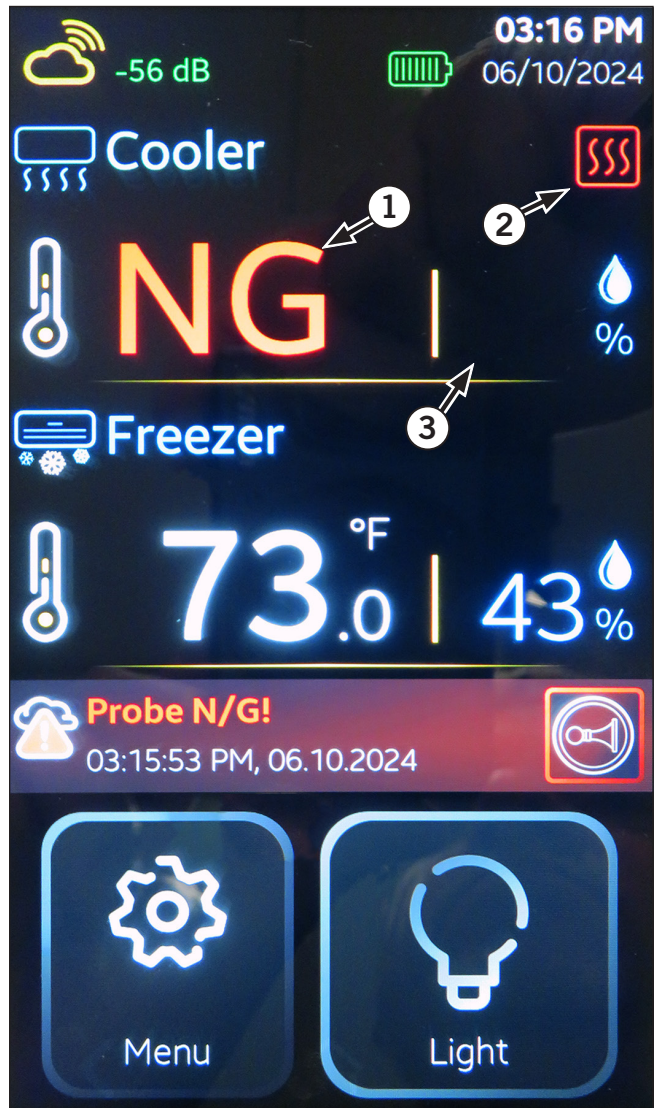 03:16 PM
-56 dB
06/10/2024
Cooler
1
2
NG
%
3
Freezer
73.0 °F
43 %
Probe N/G!
03:15:53 PM, 06.10.2024
Menu
Light